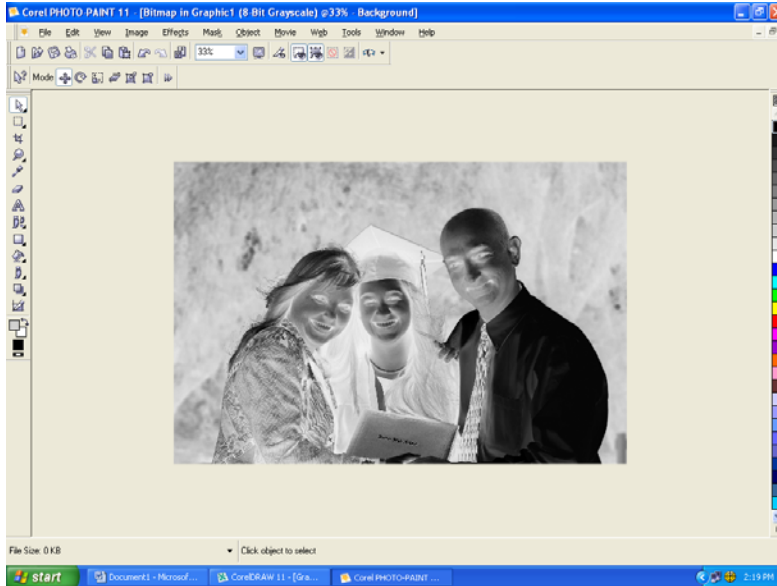 Corel PHOTO-PAINT 11 - [Bitmap in Graphic1 (8-Bit Grayscale) @33% - Background]
File Edit View Image Effects Mask Object Movie Web Tools Window Help
33%
Mode
File Size: 0 KB
Click object to select
start
Document1 - Microsof...
CorelDRAW 11 - [Gra...
Corel PHOTO-PAINT ...
2:19 PM